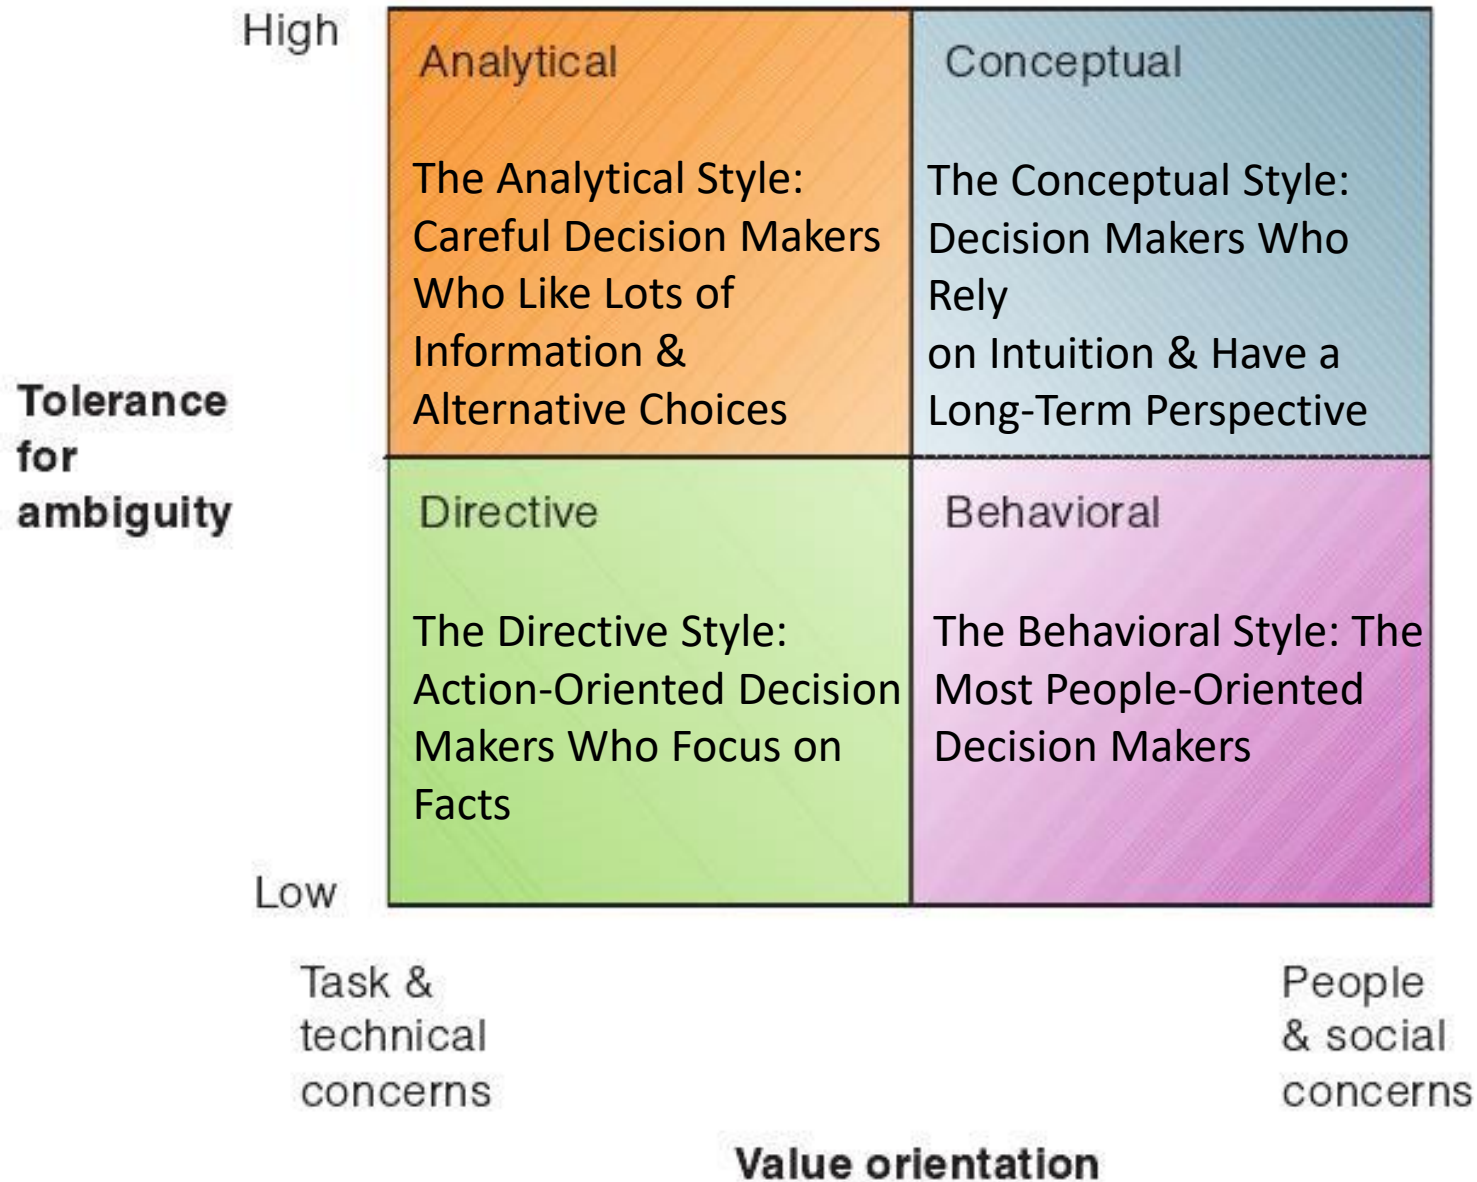 High
Analytical
The Analytical Style:
Careful Decision Makers
Who Like Lots of
Information &
Alternative Choices
Conceptual
The Conceptual Style:
Decision Makers Who
Rely
on Intuition & Have a
Long-Term Perspective
Tolerance
for
ambiguity
Directive
The Directive Style:
Action-Oriented Decision
Makers Who Focus on
Facts
Behavioral
The Behavioral Style: The
Most People-Oriented
Decision Makers
Low
Task &
technical
concerns
People
& social
concerns
Value orientation